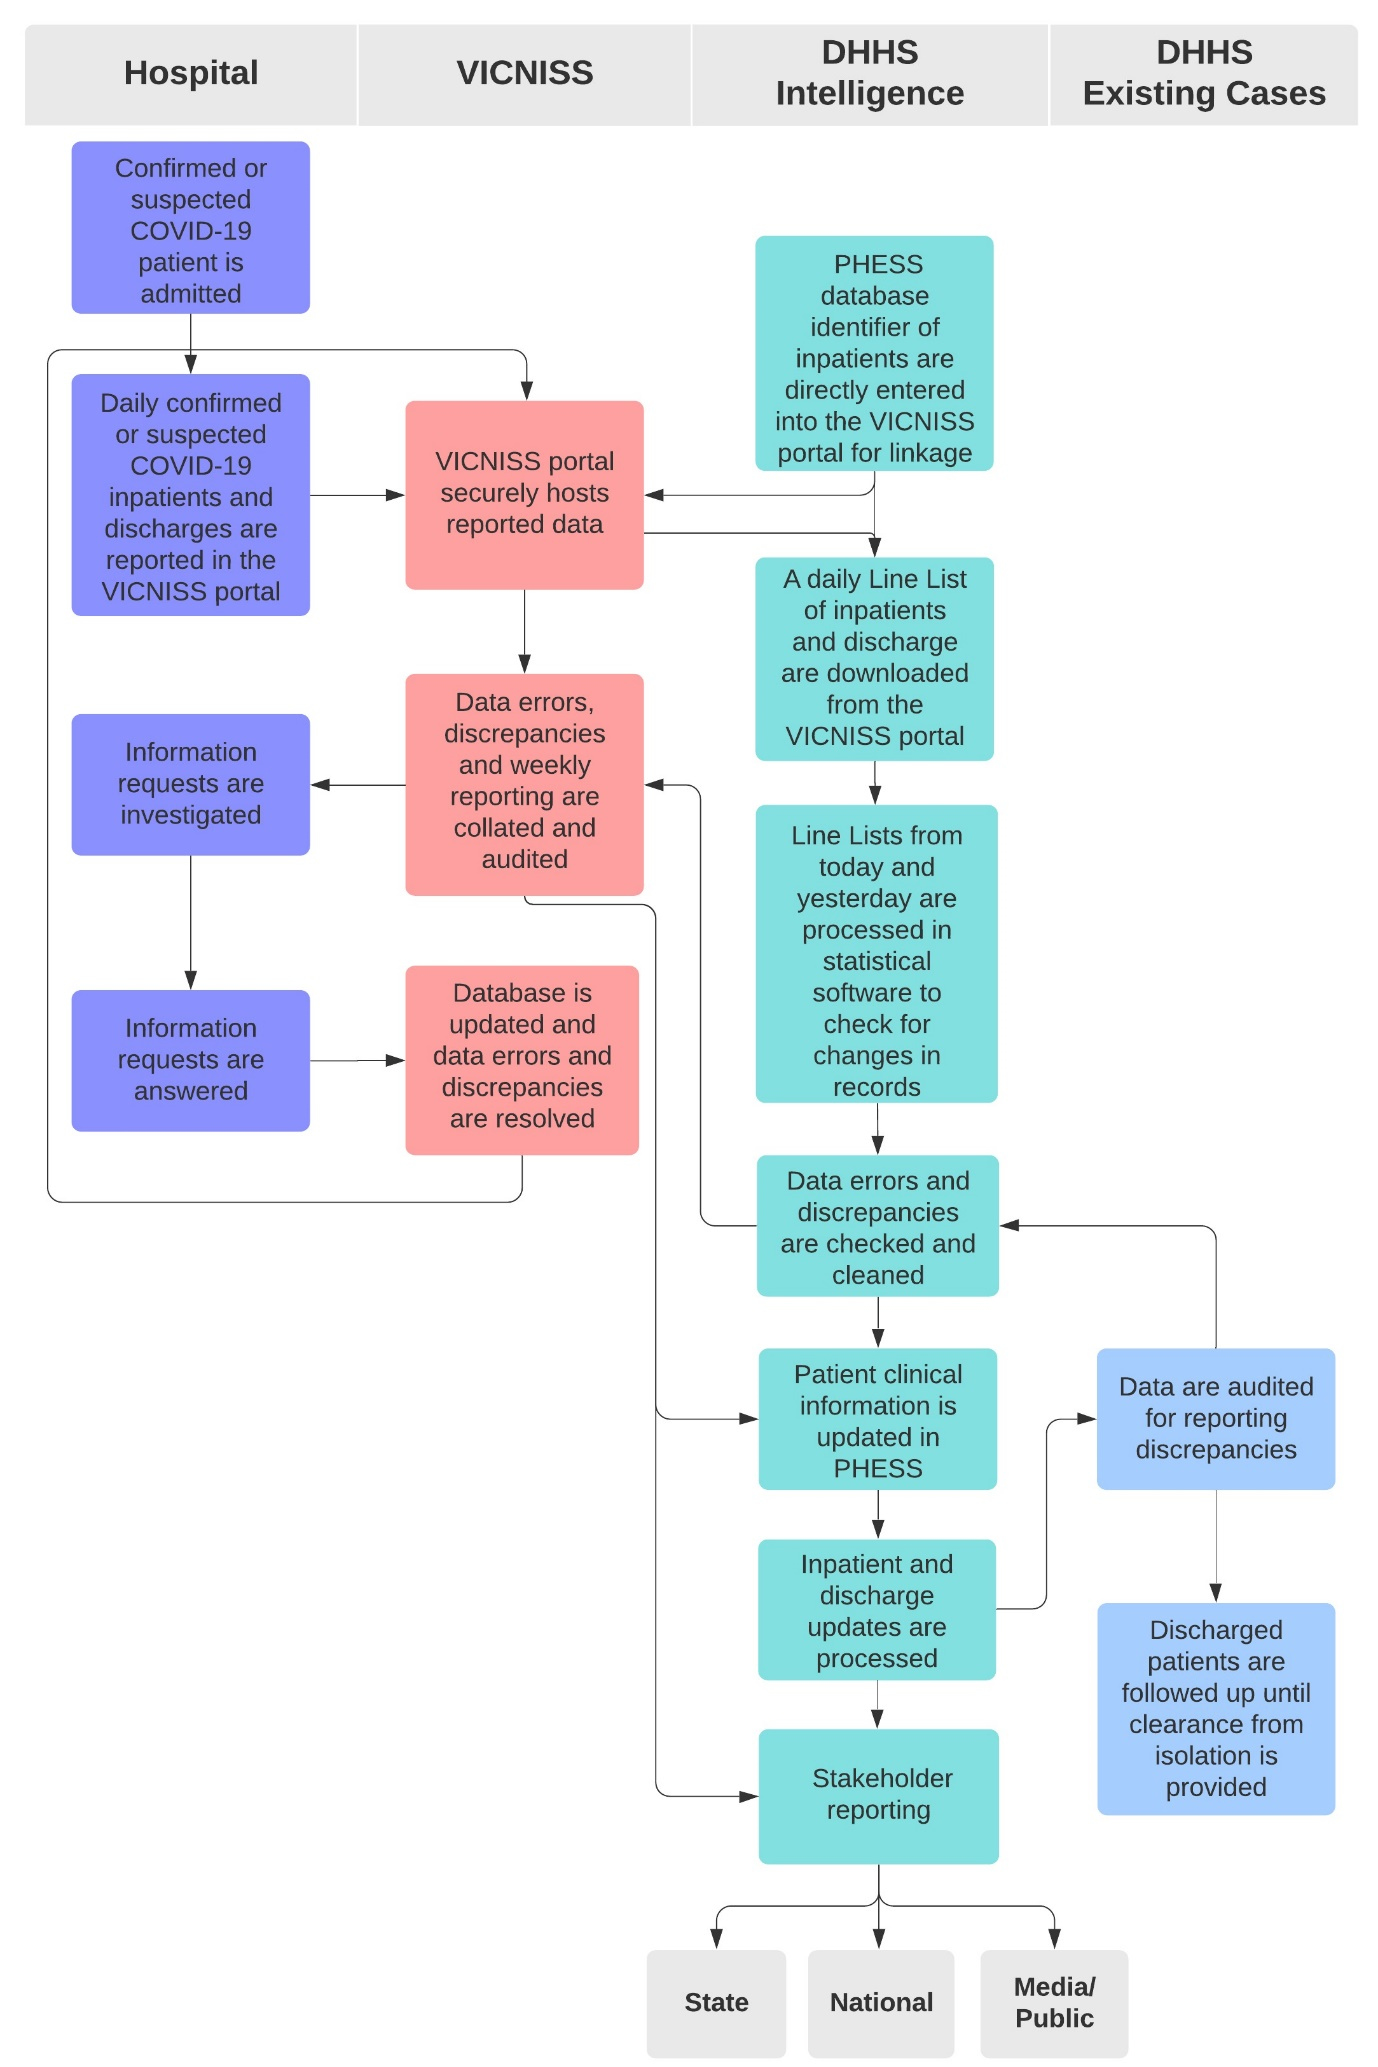 Hospital
VICNISS
DHHS
Intelligence
DHHS
Existing Cases
Confirmed or
suspected
COVID-19
patient is
admitted
PHESS
database
identifier of
inpatients are
directly entered
into the VICNISS
portal for linkage
Daily confirmed
or suspected
COVID-19
inpatients and
discharges are
reported in the
VICNISS portal
VICNISS portal
securely hosts
reported data
A daily Line List
of inpatients
and discharge
are downloaded
from the
VICNISS portal
Data errors,
discrepancies
and weekly
reporting are
collated and
audited
Information
requests are
investigated
Line Lists from
today and
yesterday are
processed in
statistical
software to
check for
changes in
records
Information
requests are
answered
Database is
updated and
data errors and
discrepancies
are resolved
Data errors and
discrepancies
are checked and
cleaned
Patient clinical
information is
updated in
PHESS
Data are audited
for reporting
discrepancies
Inpatient and
discharge
updates are
processed
Discharged
patients are
followed up until
clearance from
isolation is
provided
Stakeholder
reporting
State
National
Media/
Public